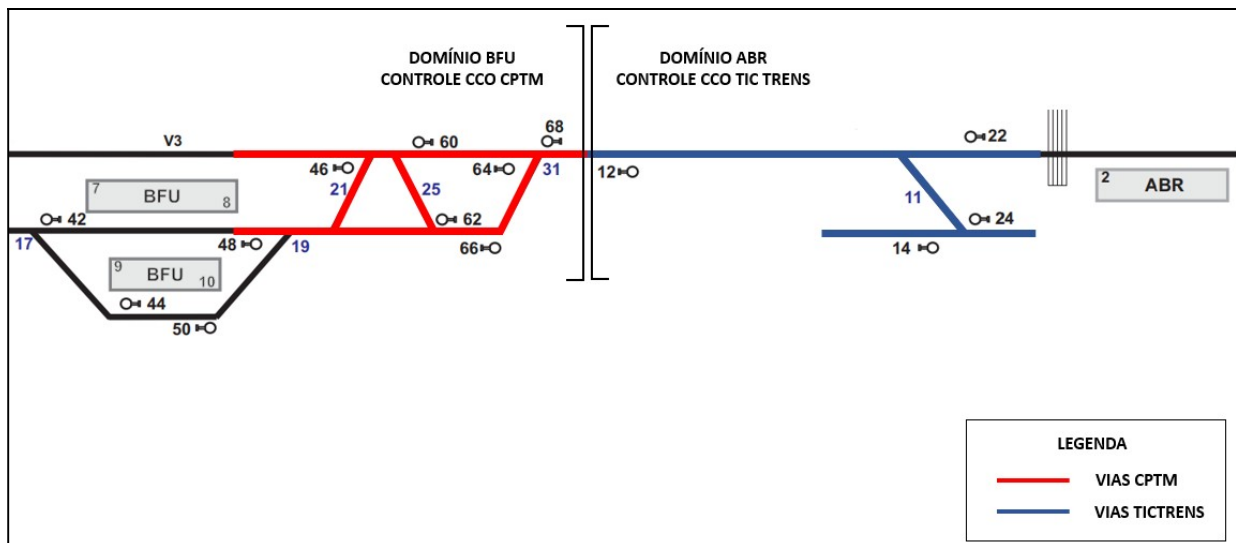 DOMÍNIO BFU
CONTROLE CCO CPTM
DOMÍNIO ABR
CONTROLE CCO TIC TRENS
V3
60
68
22
46
64
31
12
21
25
11
2
ABR
7
BFU
8
42
62
24
17
48
19
66
14
9
BFU
10
44
50
LEGENDA
VIAS CPTM
VIAS TICTRENS